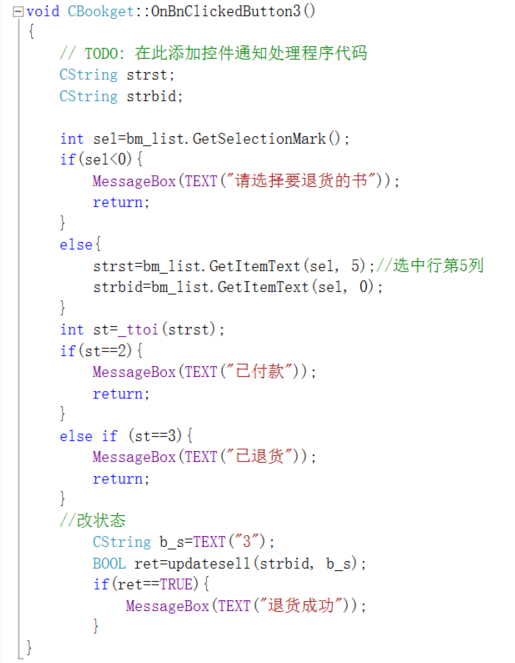 void CBookget::OnBnClickedButton3()
{
    // TODO: 在此添加控件通知处理程序代码
    CString strst;
    CString strbid;

    int sel=bm_list.GetSelectionMark();
    if(sel<0){
        MessageBox(TEXT("请选择要退货的书"));
        return;
    }
    else{
        strst=bm_list.GetItemText(sel, 5);//选中行第5列
        strbid=bm_list.GetItemText(sel, 0);
    }
    int st=_ttoi(strst);
    if(st==2){
        MessageBox(TEXT("已付款"));
        return;
    }
    else if (st==3){
        MessageBox(TEXT("已退货"));
        return;
    }
    //改状态
        CString b_s=TEXT("3");
        BOOL ret=updatesell(strbid, b_s);
        if(ret==TRUE){
            MessageBox(TEXT("退货成功"));
        }
}